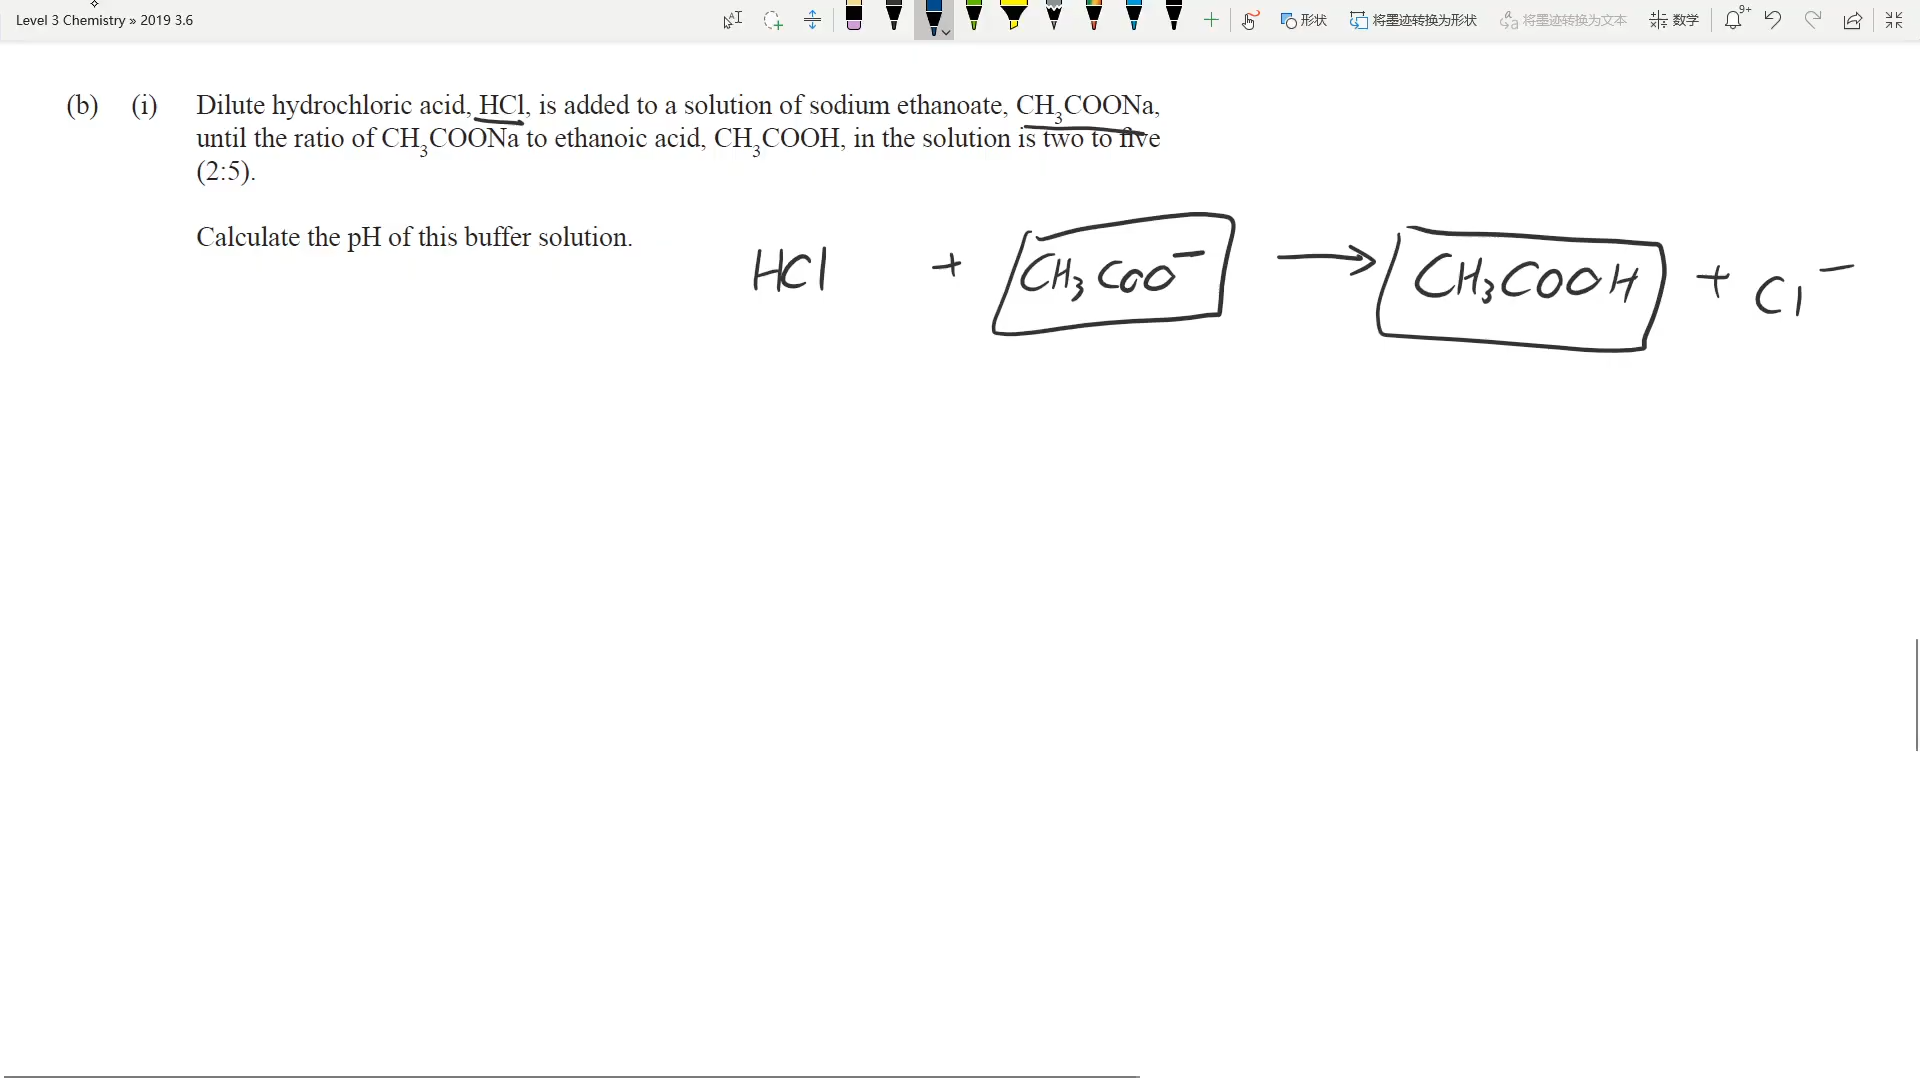 Level 3 Chemistry » 2019 3.6
形状
将墨迹转换为形状
将墨迹转换为文本
数学
9+
(b) (i) Dilute hydrochloric acid, HCl, is added to a solution of sodium ethanoate, CH₃COONa,
until the ratio of CH₃COONa to ethanoic acid, CH₃COOH, in the solution is two to five
(2:5).
Calculate the pH of this buffer solution.
HCl + CH₃COO⁻ → CH₃COOH + Cl⁻